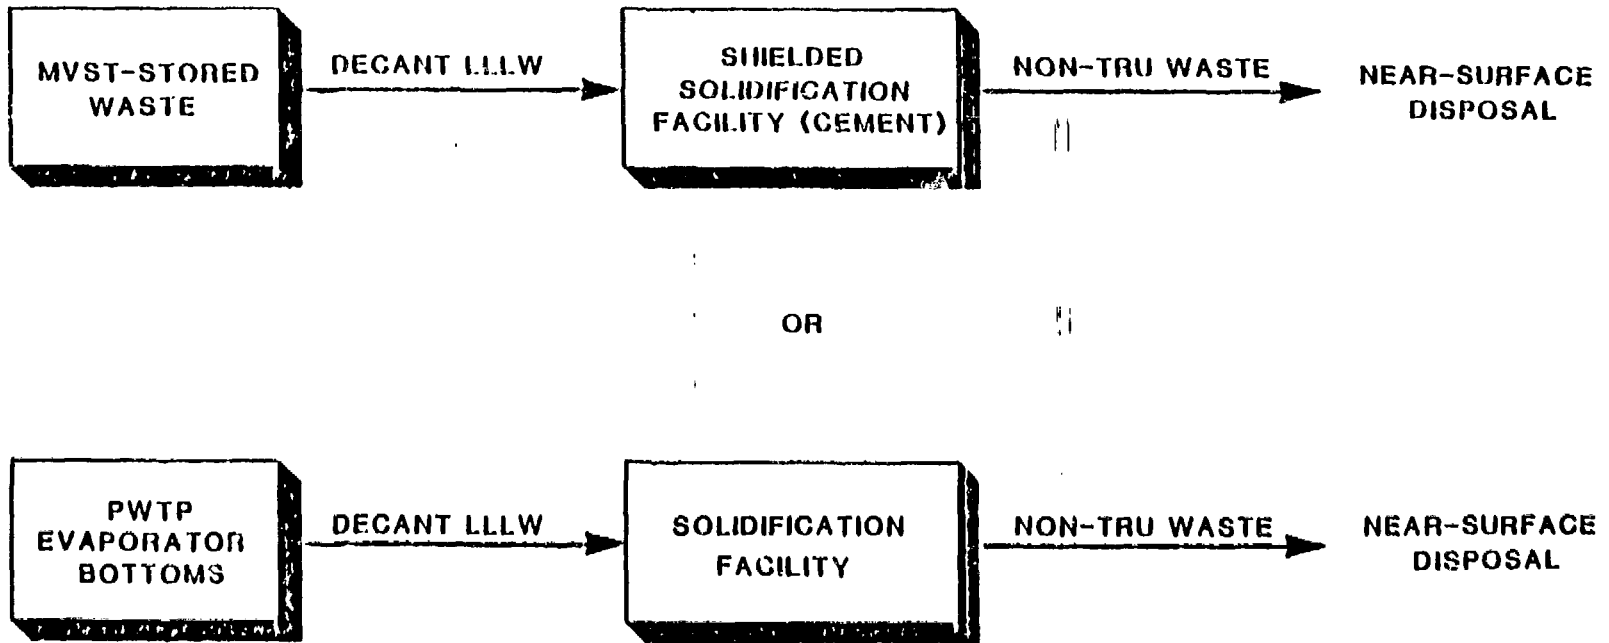 MVST-STORED
WASTE
DECANT LLLW
SHIELDED
SOLIDIFICATION
FACILITY (CEMENT)
NON-TRU WASTE
NEAR-SURFACE
DISPOSAL
OR
PWTP
EVAPORATOR
BOTTOMS
DECANT LLLW
SOLIDIFICATION
FACILITY
NON-TRU WASTE
NEAR-SURFACE
DISPOSAL